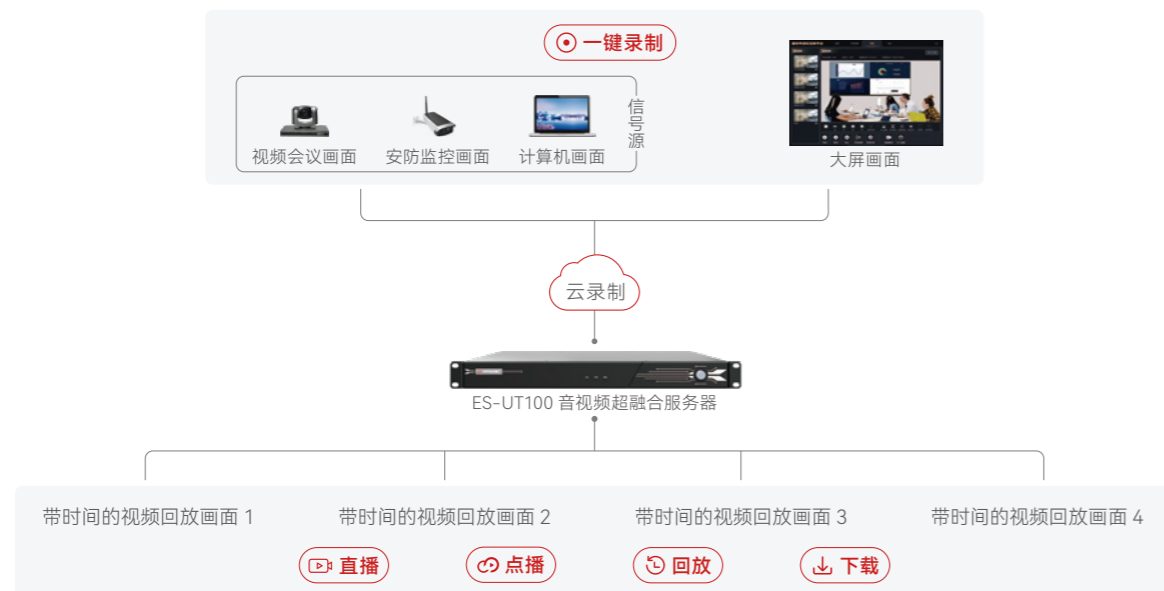 一键录制
信号源
视频会议画面
安防监控画面
计算机画面
大屏画面
云录制
ES-UT100 音视频超融合服务器
带时间的视频回放画面 1
带时间的视频回放画面 2
带时间的视频回放画面 3
带时间的视频回放画面 4
直播
点播
回放
下载